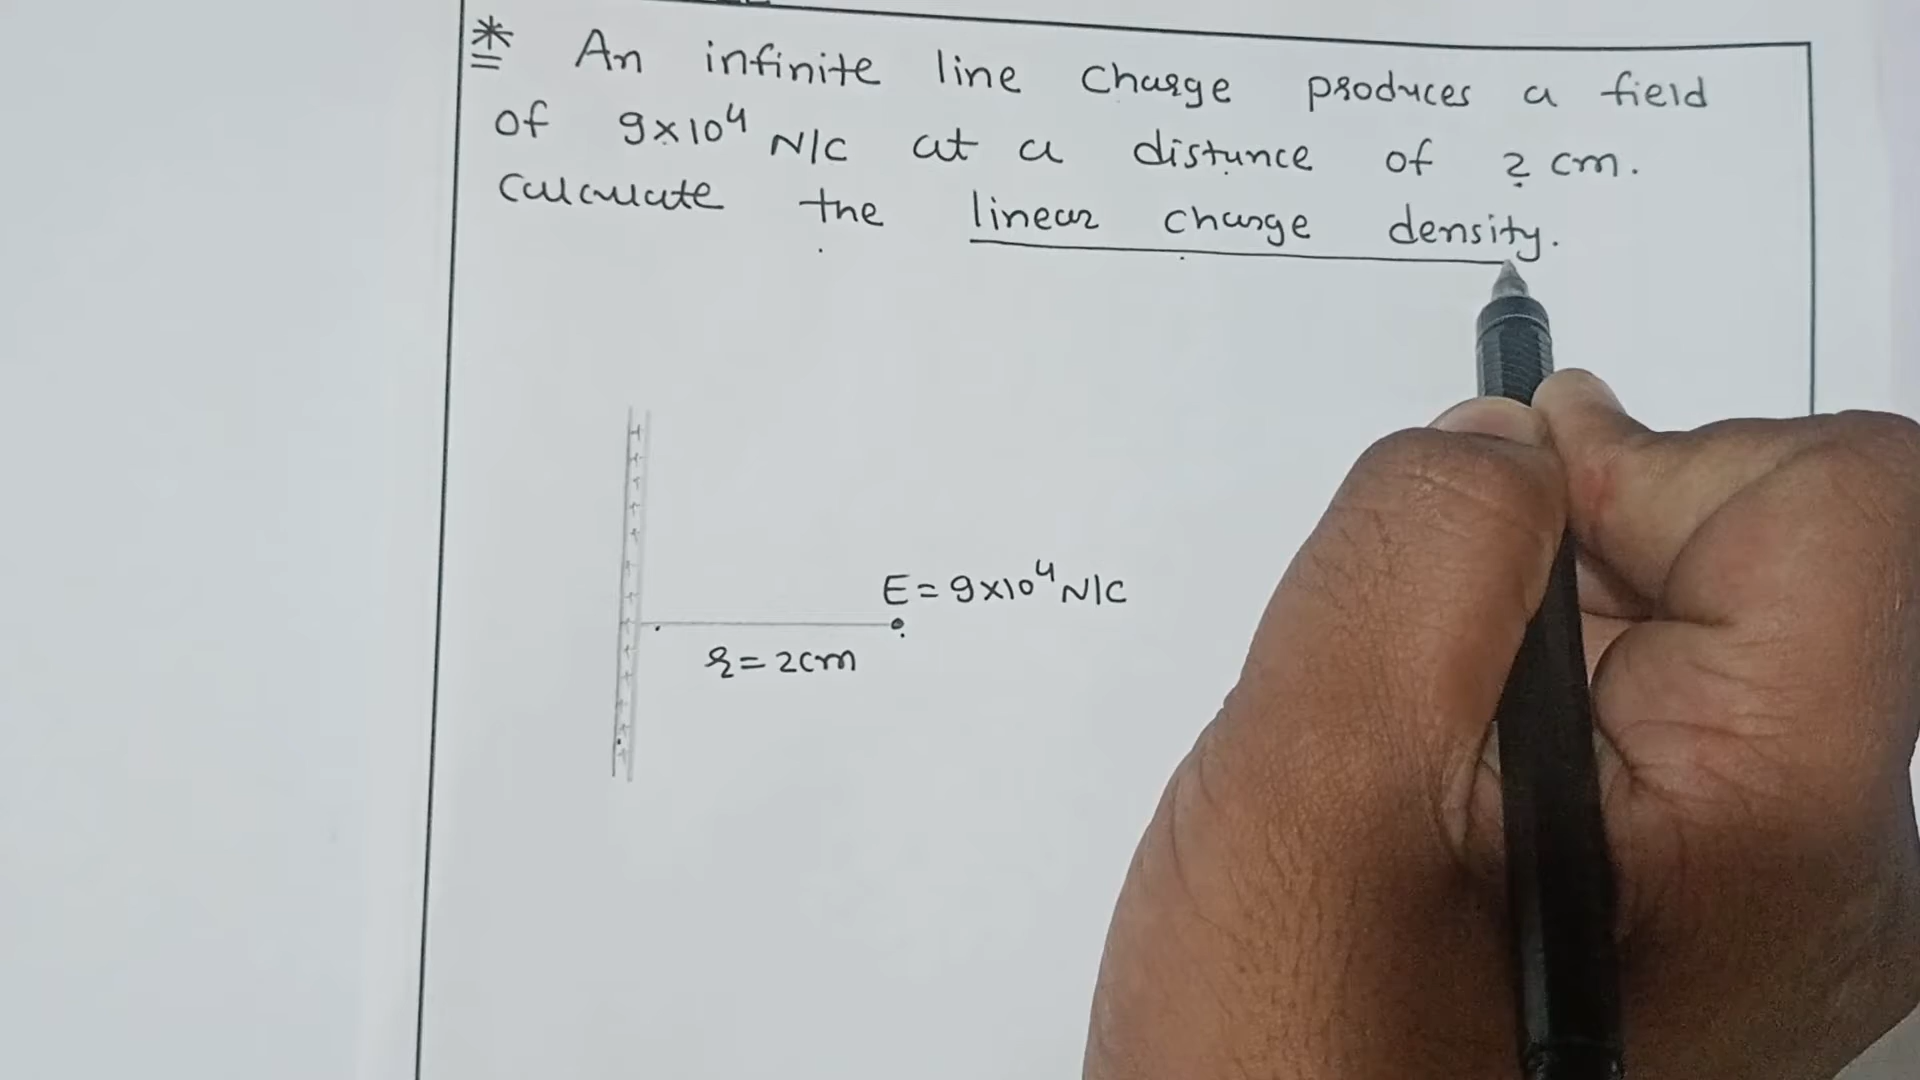 * An infinite line charge produces a field
of 9×10⁴ N/C at a distance of 2 cm.
Calculate the linear charge density.
E = 9×10⁴ N/C
r = 2cm